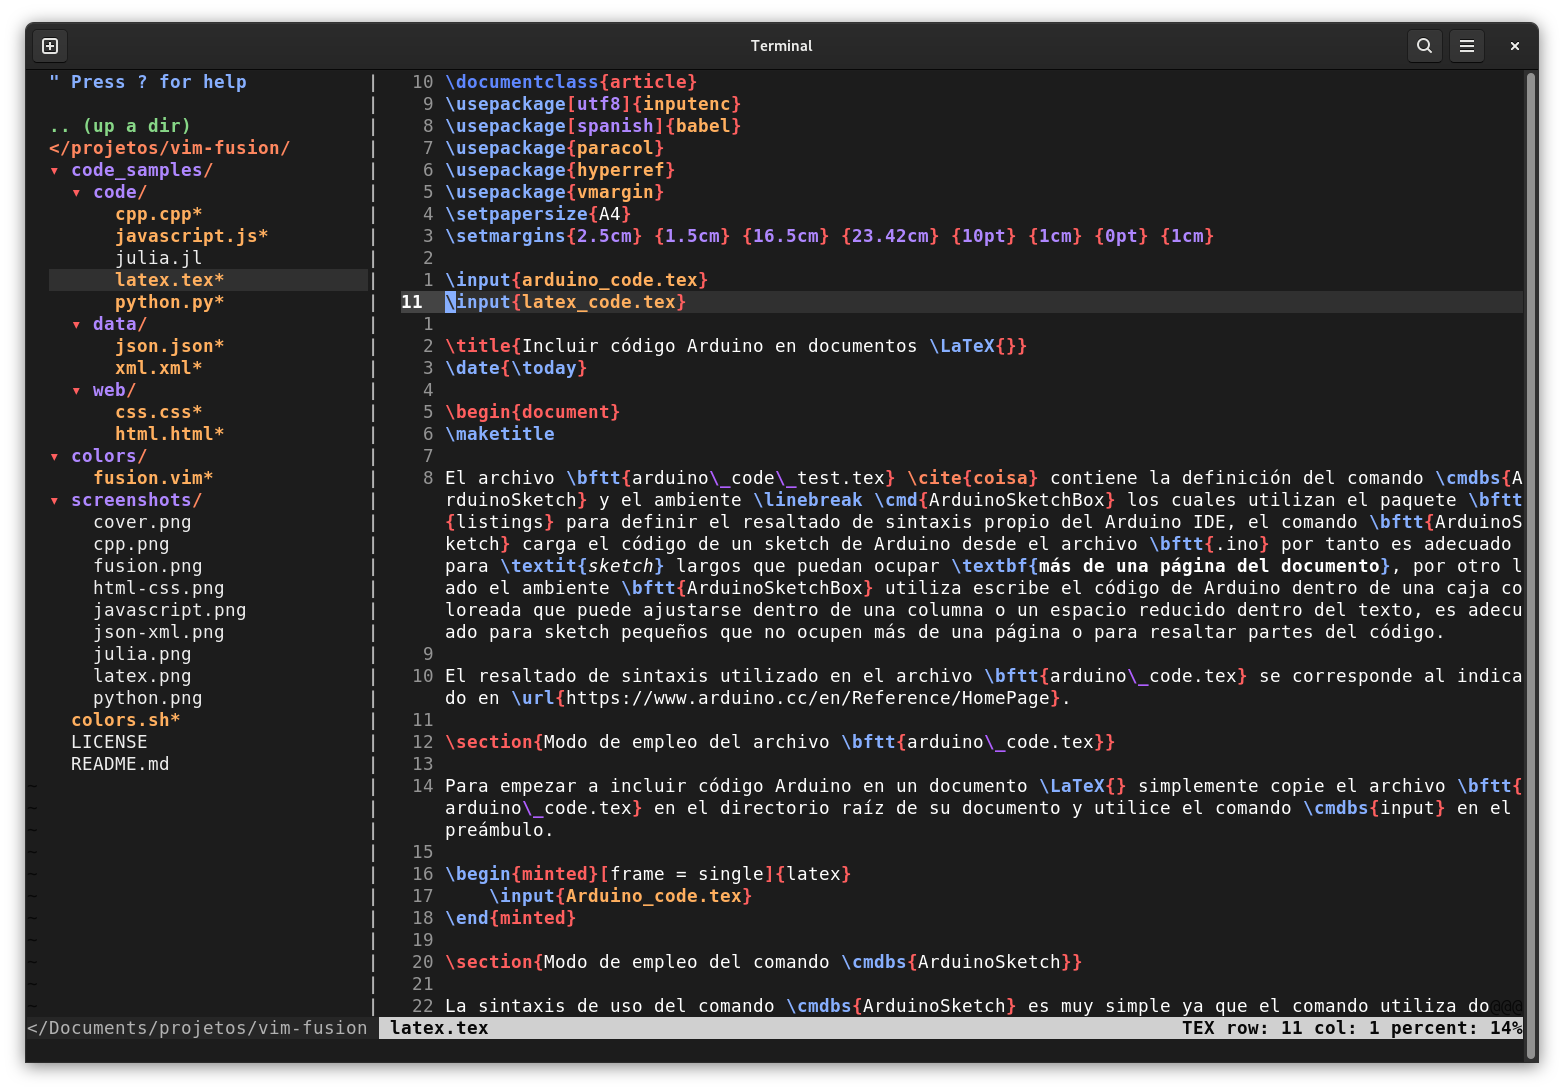 Terminal
" Press ? for help
.. (up a dir)
</projetos/vim-fusion/
▾ code_samples/
▾ code/
cpp.cpp*
javascript.js*
julia.jl
latex.tex*
python.py*
▾ data/
json.json*
xml.xml*
▾ web/
css.css*
html.html*
▾ colors/
fusion.vim*
▾ screenshots/
cover.png
cpp.png
fusion.png
html-css.png
javascript.png
json-xml.png
julia.png
latex.png
python.png
colors.sh*
LICENSE
README.md
~
~
~
~
~
~
~
~
~
~
~
</Documents/projetos/vim-fusion
10 \documentclass{article}
9 \usepackage[utf8]{inputenc}
8 \usepackage[spanish]{babel}
7 \usepackage{paracol}
6 \usepackage{hyperref}
5 \usepackage{vmargin}
4 \setpapersize{A4}
3 \setmargins{2.5cm} {1.5cm} {16.5cm} {23.42cm} {10pt} {1cm} {0pt} {1cm}
2
1 \input{arduino_code.tex}
11 \input{latex_code.tex}
1
2 \title{Incluir código Arduino en documentos \LaTeX{}}
3 \date{\today}
4
5 \begin{document}
6 \maketitle
7
8 El archivo \bftt{arduino\_code\_test.tex} \cite{coisa} contiene la definición del comando \cmdbs{A
rduinoSketch} y el ambiente \linebreak \cmd{ArduinoSketchBox} los cuales utilizan el paquete \bftt
{listings} para definir el resaltado de sintaxis propio del Arduino IDE, el comando \bftt{ArduinoS
ketch} carga el código de un sketch de Arduino desde el archivo \bftt{.ino} por tanto es adecuado
para \textit{sketch} largos que puedan ocupar \textbf{más de una página del documento}, por otro l
ado el ambiente \bftt{ArduinoSketchBox} utiliza escribe el código de Arduino dentro de una caja co
loreada que puede ajustarse dentro de una columna o un espacio reducido dentro del texto, es adecu
ado para sketch pequeños que no ocupen más de una página o para resaltar partes del código.
9
10 El resaltado de sintaxis utilizado en el archivo \bftt{arduino\_code.tex} se corresponde al indica
do en \url{https://www.arduino.cc/en/Reference/HomePage}.
11
12 \section{Modo de empleo del archivo \bftt{arduino\_code.tex}}
13
14 Para empezar a incluir código Arduino en un documento \LaTeX{} simplemente copie el archivo \bftt{
arduino\_code.tex} en el directorio raíz de su documento y utilice el comando \cmdbs{input} en el
preámbulo.
15
16 \begin{minted}[frame = single]{latex}
17 \input{Arduino_code.tex}
18 \end{minted}
19
20 \section{Modo de empleo del comando \cmdbs{ArduinoSketch}}
21
22 La sintaxis de uso del comando \cmdbs{ArduinoSketch} es muy simple ya que el comando utiliza do@@@
latex.tex TEX row: 11 col: 1 percent: 14%